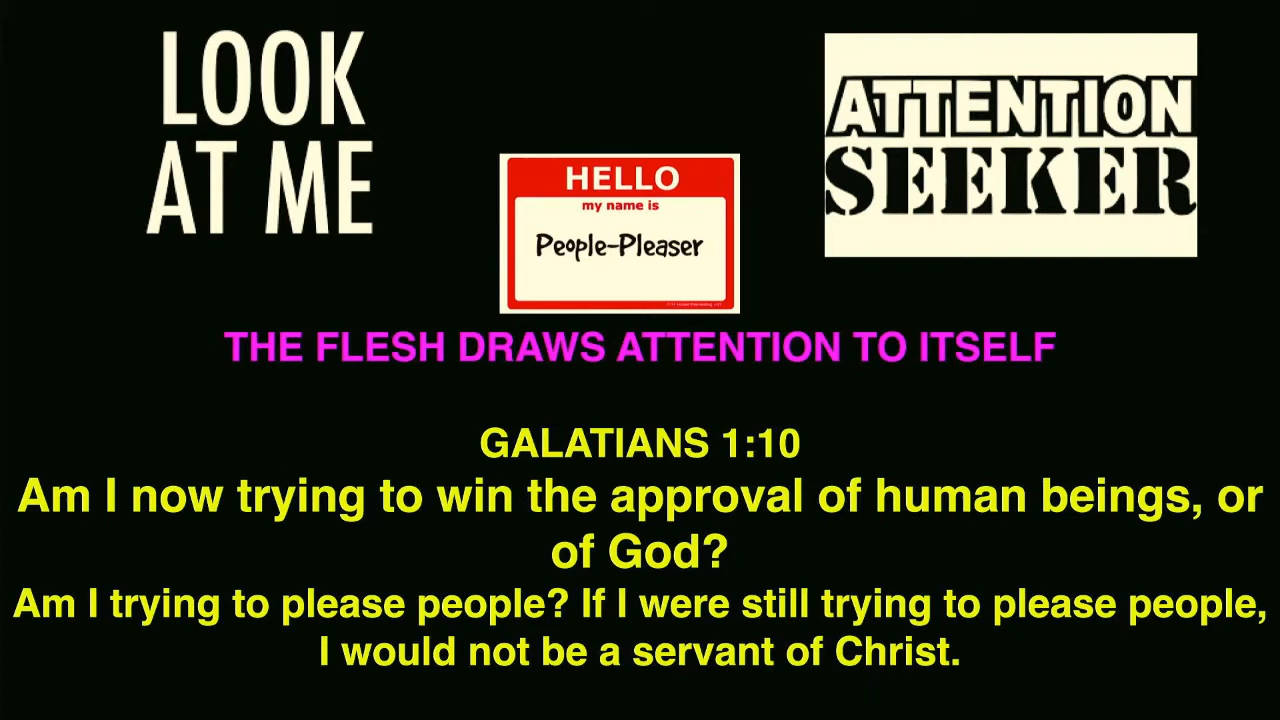 LOOK
AT ME
ATTENTION
SEEKER
HELLO
my name is
People-Pleaser
THE FLESH DRAWS ATTENTION TO ITSELF
GALATIANS 1:10
Am I now trying to win the approval of human beings, or
of God?
Am I trying to please people? If I were still trying to please people,
I would not be a servant of Christ.